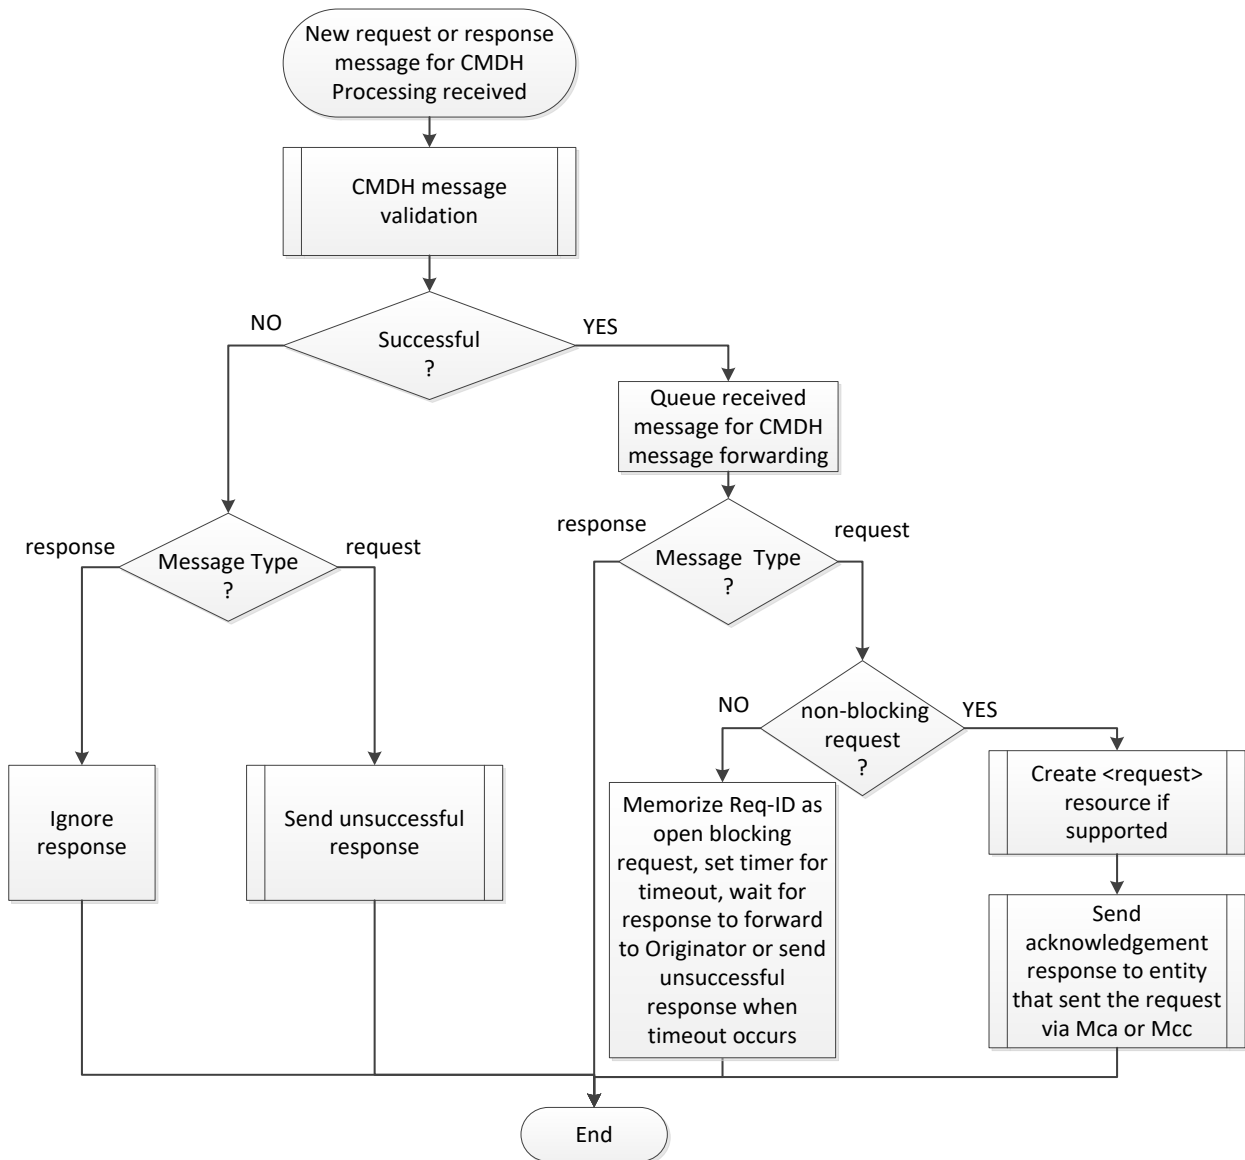 New request or response
message for CMDH
Processing received
CMDH message
validation
NO
YES
Successful
?
Queue received
message for CMDH
message forwarding
response
request
Message Type
?
response
request
Message  Type
?
NO
YES
non-blocking
request
?
Ignore
response
Send unsuccessful
response
Memorize Req-ID as
open blocking
request, set timer for
timeout, wait for
response to forward
to Originator or send
unsuccessful
response when
timeout occurs
Create <request>
resource if
supported
Send
acknowledgement
response to entity
that sent the request
via Mca or Mcc
End